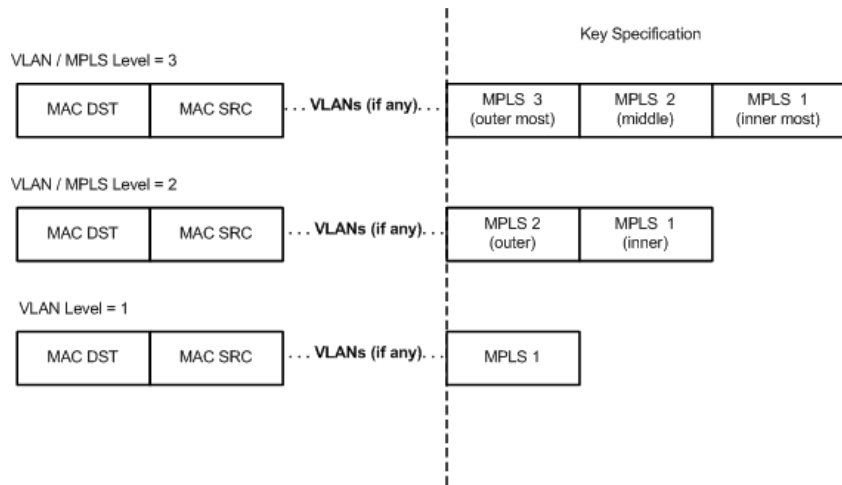 Key Specification
VLAN / MPLS Level = 3
MAC DST
MAC SRC
. . . VLANs (if any). . .
MPLS 3
(outer most)
MPLS 2
(middle)
MPLS 1
(inner most)
VLAN / MPLS Level = 2
MAC DST
MAC SRC
. . . VLANs (if any). . .
MPLS 2
(outer)
MPLS 1
(inner)
VLAN Level = 1
MAC DST
MAC SRC
. . . VLANs (if any). . .
MPLS 1